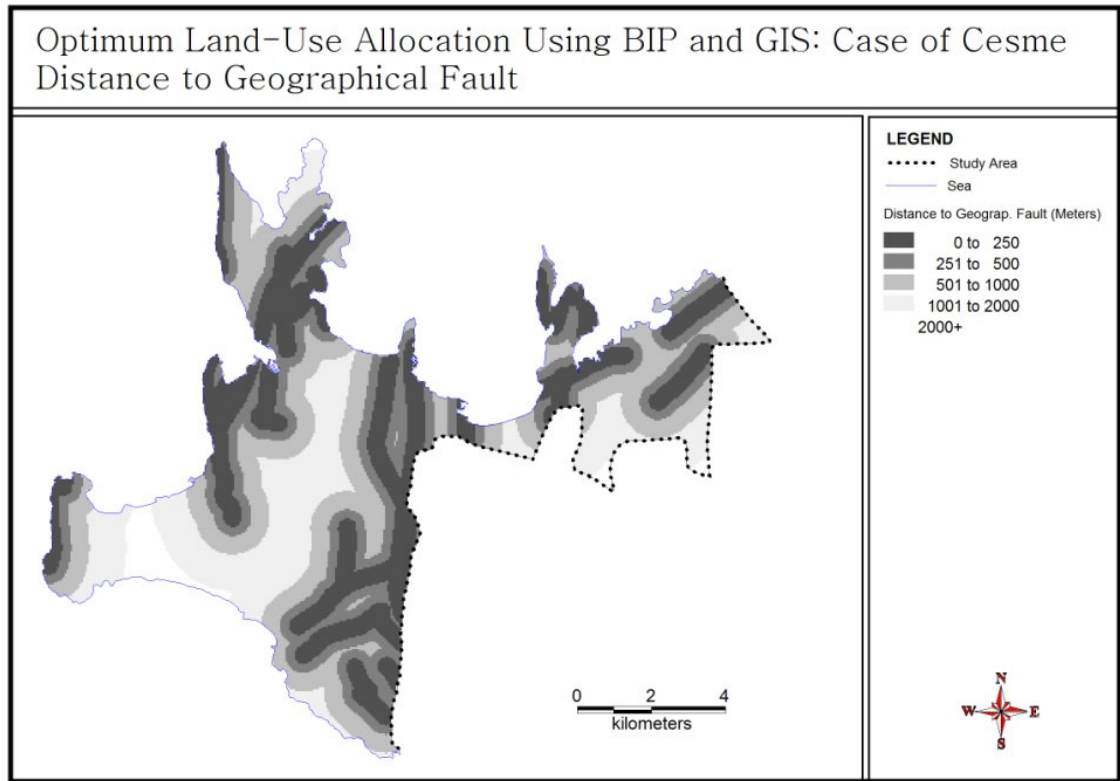 Optimum Land-Use Allocation Using BIP and GIS: Case of Cesme
Distance to Geographical Fault
LEGEND
Study Area
Sea
Distance to Geograp. Fault (Meters)
0 to 250
251 to 500
501 to 1000
1001 to 2000
2000+
0 2 4
kilometers
N
W E
S